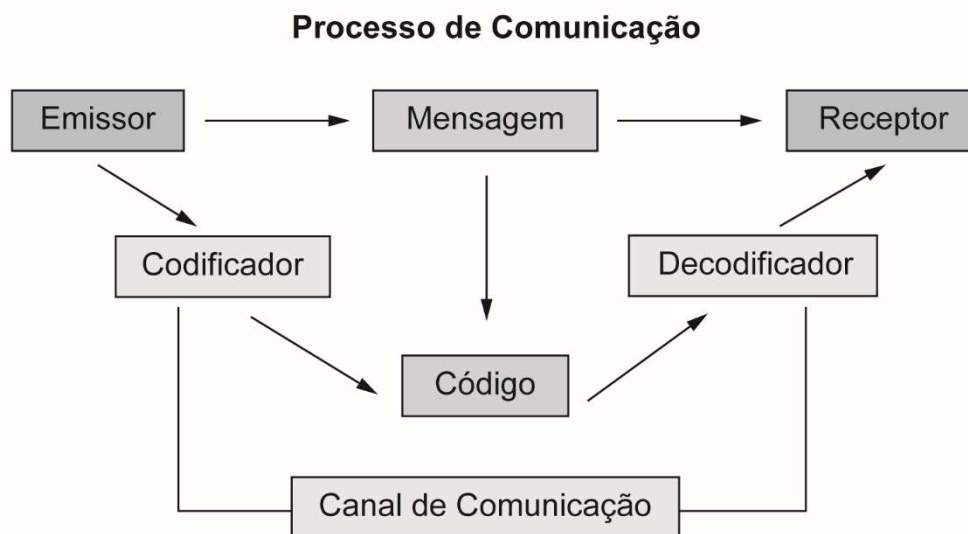 Processo de Comunicação
Emissor
Mensagem
Receptor
Codificador
Decodificador
Código
Canal de Comunicação